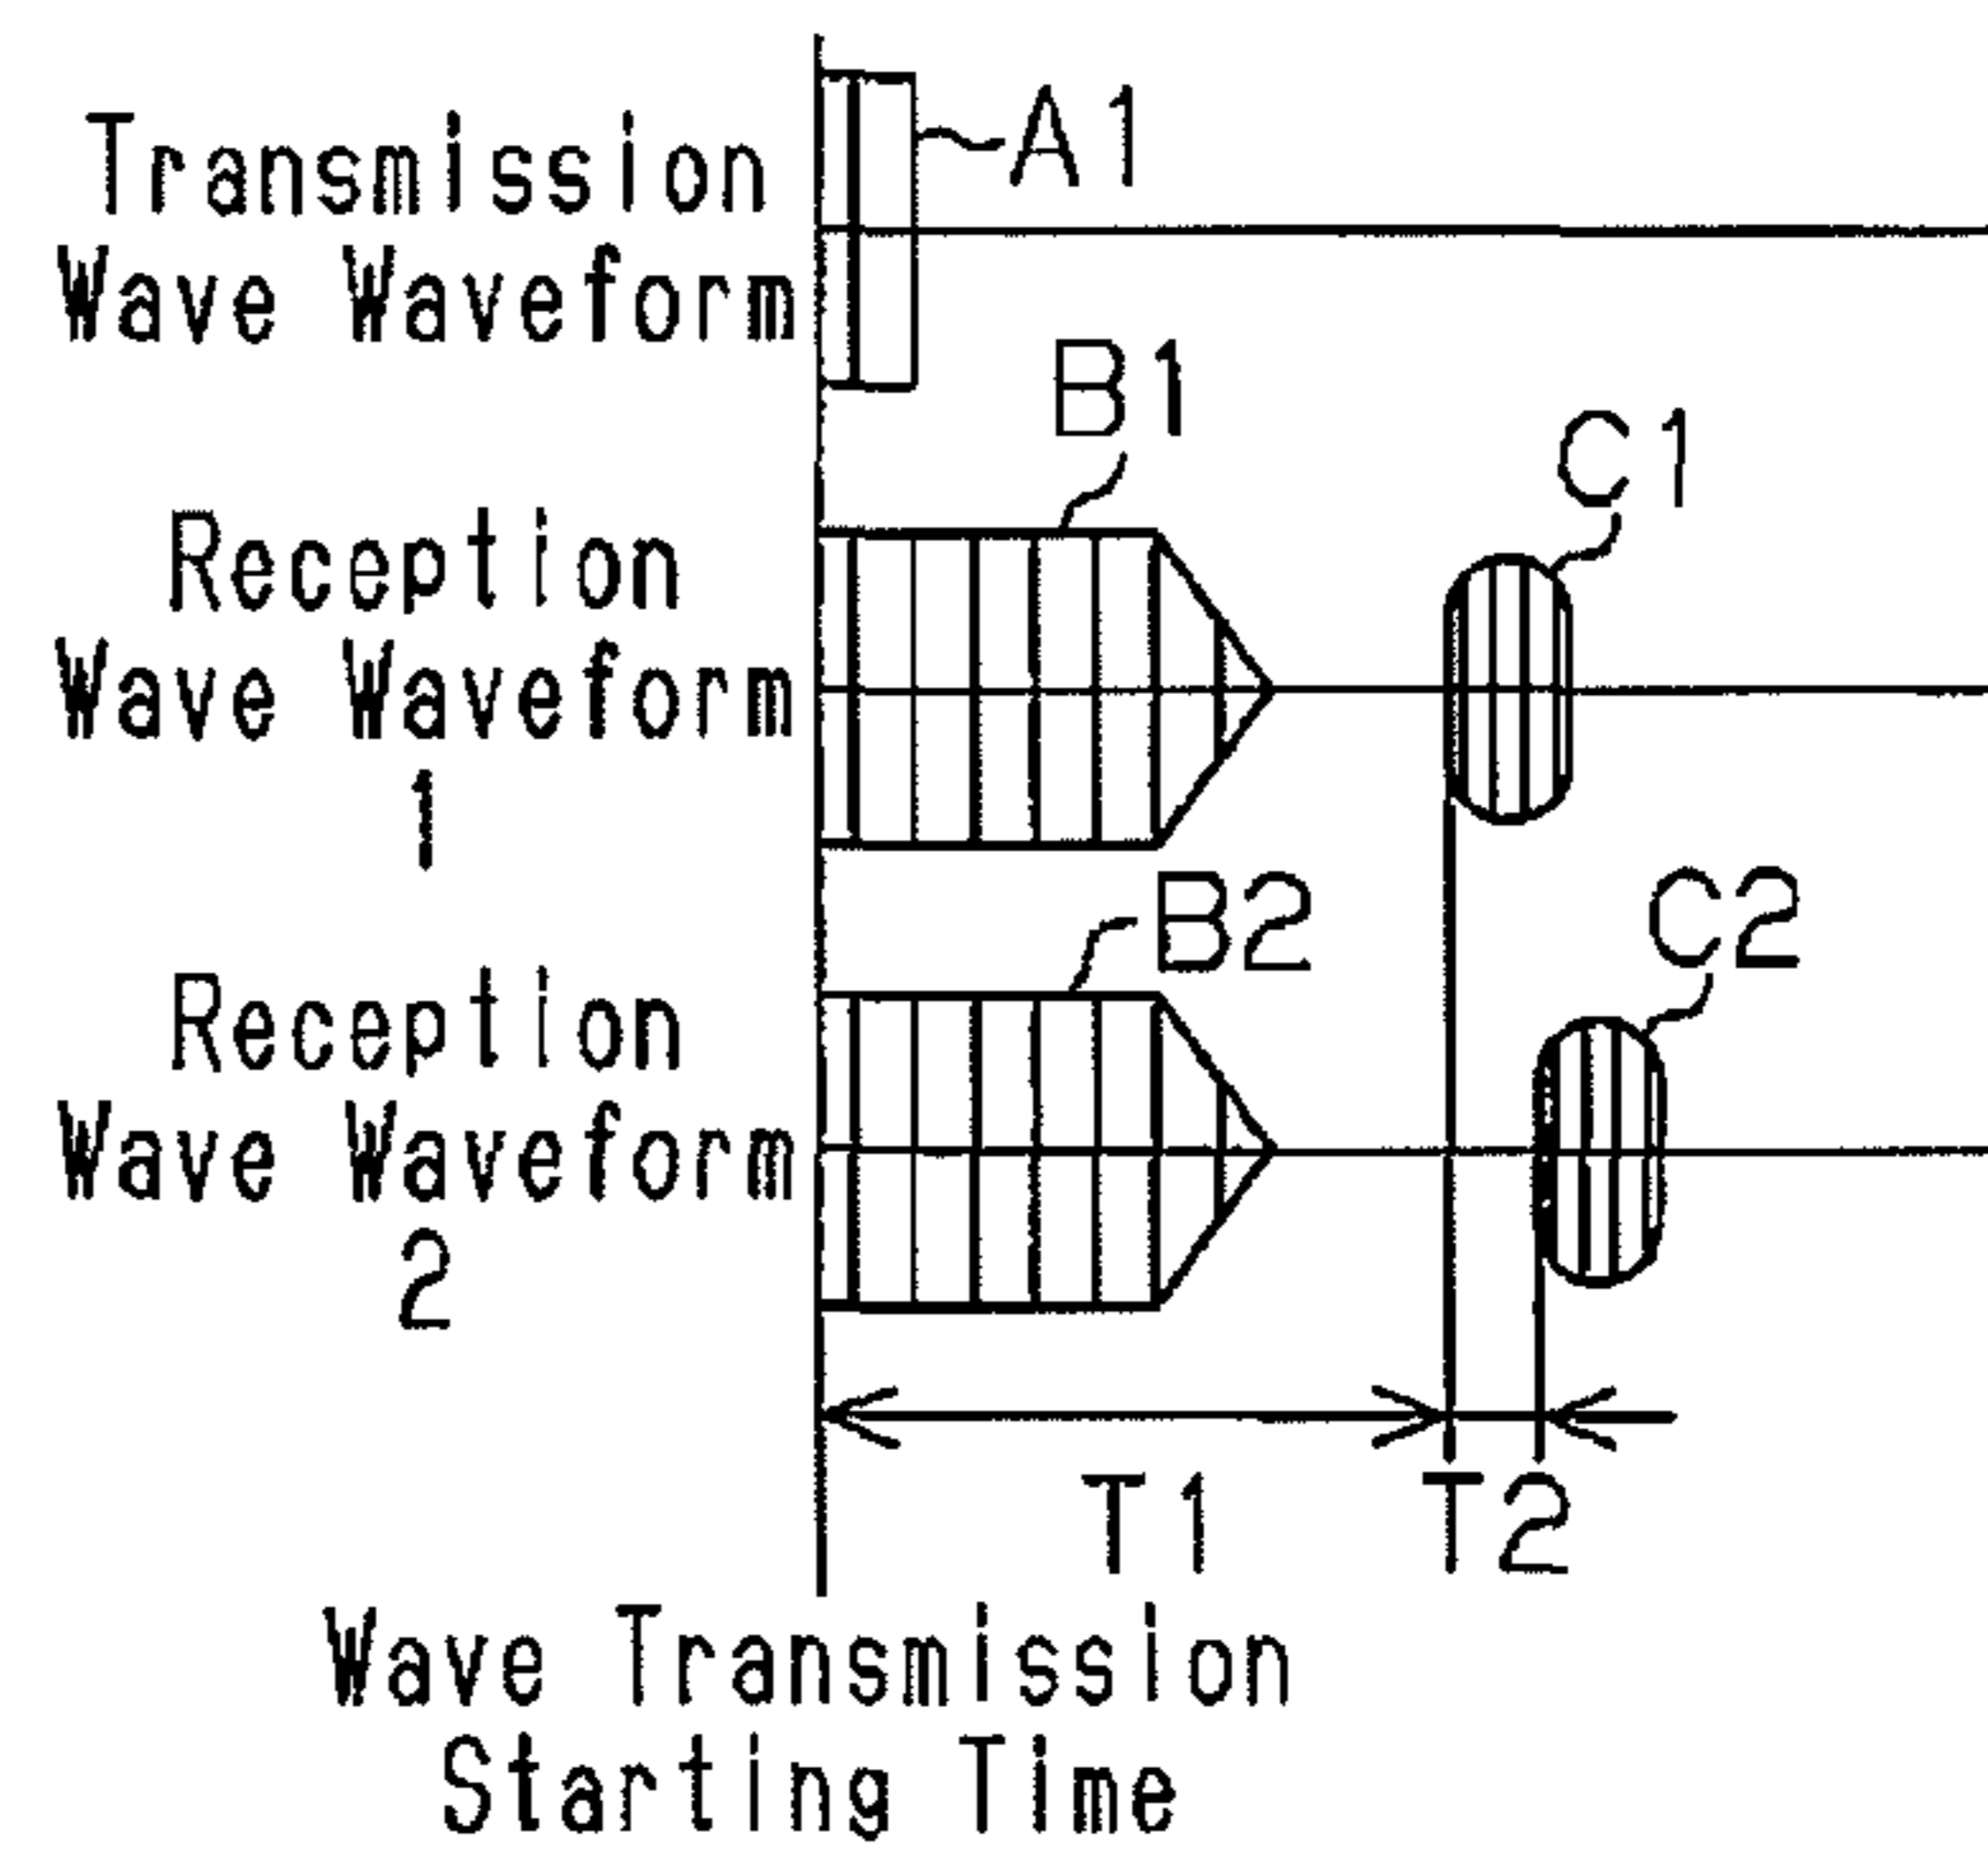 Transmission
Wave Waveform
A1
B1
C1
Reception
Wave Waveform
1
B2
C2
Reception
Wave Waveform
2
T1
T2
Wave Transmission
Starting Time